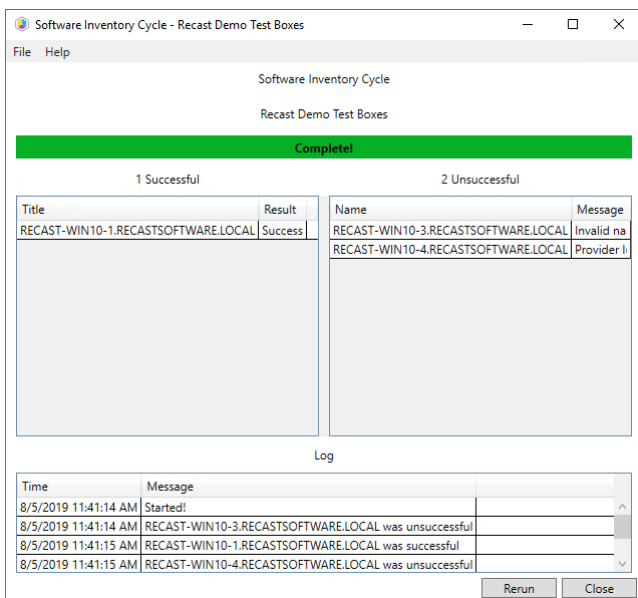 Software Inventory Cycle - Recast Demo Test Boxes
File Help
Software Inventory Cycle
Recast Demo Test Boxes
Complete!
1 Successful
2 Unsuccessful
Title Result
RECAST-WIN10-1.RECASTSOFTWARE.LOCAL Success
Name Message
RECAST-WIN10-3.RECASTSOFTWARE.LOCAL Invalid na
RECAST-WIN10-4.RECASTSOFTWARE.LOCAL Provider l
Log
Time Message
8/5/2019 11:41:14 AM Started!
8/5/2019 11:41:14 AM RECAST-WIN10-3.RECASTSOFTWARE.LOCAL was unsuccessful
8/5/2019 11:41:15 AM RECAST-WIN10-1.RECASTSOFTWARE.LOCAL was successful
8/5/2019 11:41:15 AM RECAST-WIN10-4.RECASTSOFTWARE.LOCAL was unsuccessful
Rerun Close